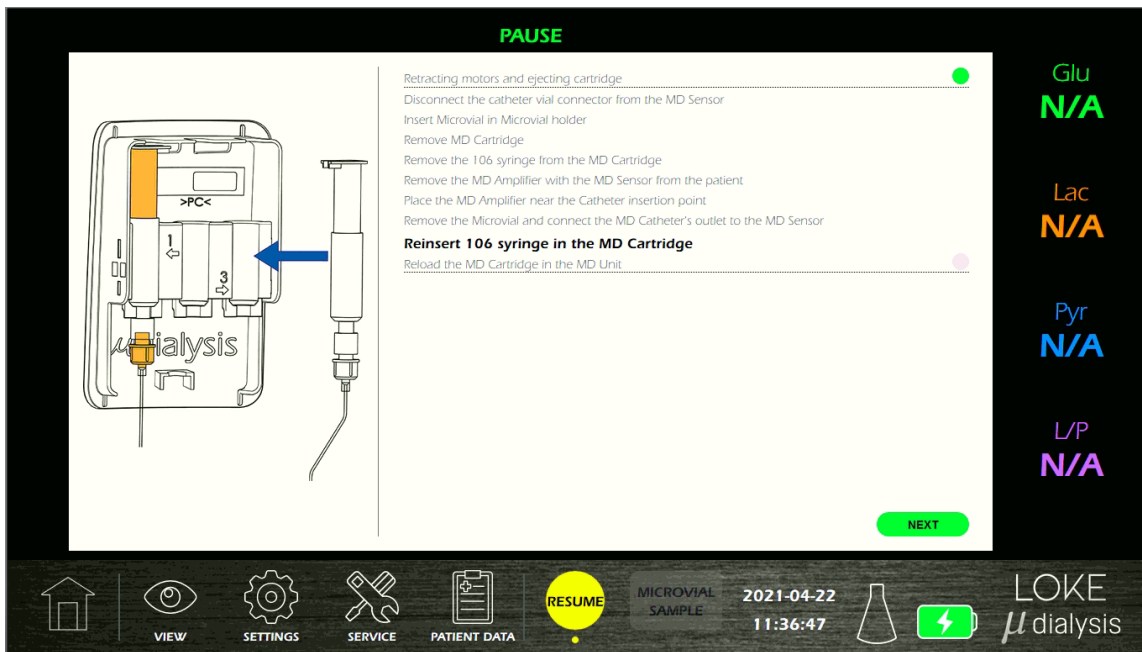 PAUSE
Retracting motors and ejecting cartridge
Disconnect the catheter vial connector from the MD Sensor
Insert Microvial in Microvial holder
Remove MD Cartridge
Remove the 106 syringe from the MD Cartridge
Remove the MD Amplifier with the MD Sensor from the patient
Place the MD Amplifier near the Catheter insertion point
Remove the Microvial and connect the MD Catheter's outlet to the MD Sensor
Reinsert 106 syringe in the MD Cartridge
Reload the MD Cartridge in the MD Unit
>PC<
1
3
μdialysis
NEXT
Glu
N/A
Lac
N/A
Pyr
N/A
L/P
N/A
VIEW
SETTINGS
SERVICE
PATIENT DATA
RESUME
MICROVIAL
SAMPLE
2021-04-22
11:36:47
LOKE
μ dialysis